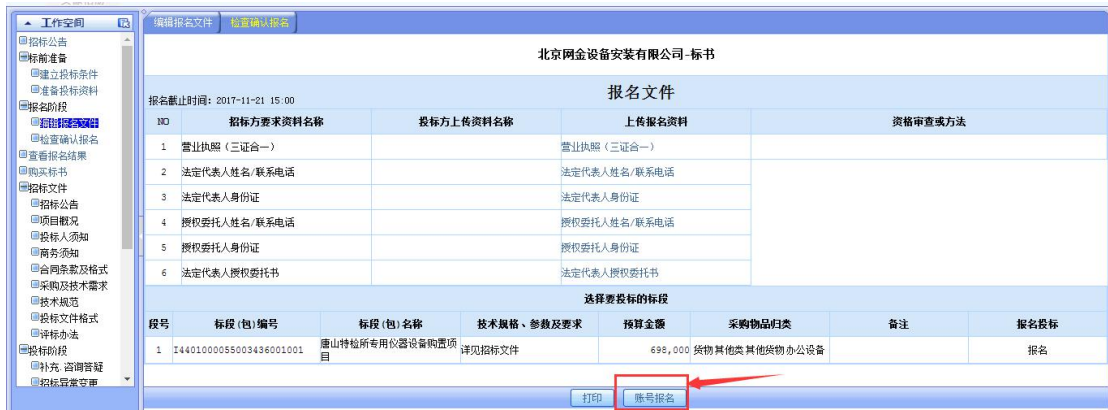 工作空间
招标公告
标前准备
建立投标条件
准备投标资料
报名阶段
编辑报名文件
检查确认报名
查看报名结果
购买标书
招标文件
招标公告
项目概况
投标人须知
商务须知
合同条款及格式
采购及技术需求
技术规范
投标文件格式
评标办法
投标阶段
补充.咨询答疑
招标异常变更
编辑报名文件 检查确认报名
北京网金设备安装有限公司-标书
报名文件
报名截止时间: 2017-11-21 15:00
NO 招标方要求资料名称 投标方上传资料名称 上传报名资料 资格审查或方法
1 营业执照（三证合一） 营业执照（三证合一）
2 法定代表人姓名/联系电话 法定代表人姓名/联系电话
3 法定代表人身份证 法定代表人身份证
4 授权委托人姓名/联系电话 授权委托人姓名/联系电话
5 授权委托人身份证 授权委托人身份证
6 法定代表人授权委托书 法定代表人授权委托书
选择要投标的标段
段号 标段(包)编号 标段(包)名称 技术规格、参数及要求 预算金额 采购物品归类 备注 报名投标
1 I4401000055003436001001 唐山特检所专用仪器设备购置项目 详见招标文件 698,000 货物其他类其他货物办公设备 报名
打印 账号报名